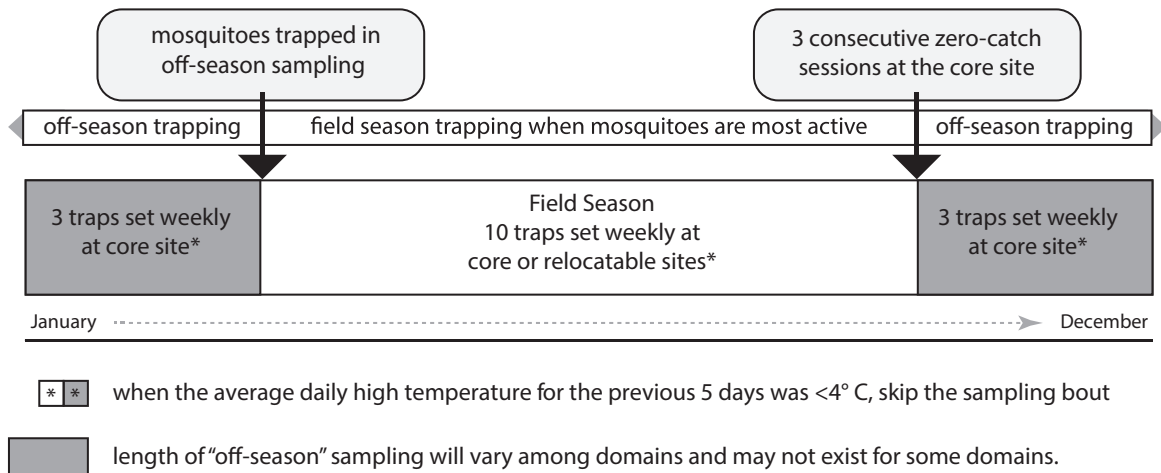 mosquitoes trapped in
off-season sampling
3 consecutive zero-catch
sessions at the core site
off-season trapping
field season trapping when mosquitoes are most active
off-season trapping
3 traps set weekly
at core site*
Field Season
10 traps set weekly at
core or relocatable sites*
3 traps set weekly
at core site*
January
December
* * when the average daily high temperature for the previous 5 days was <4° C, skip the sampling bout
length of "off-season" sampling will vary among domains and may not exist for some domains.